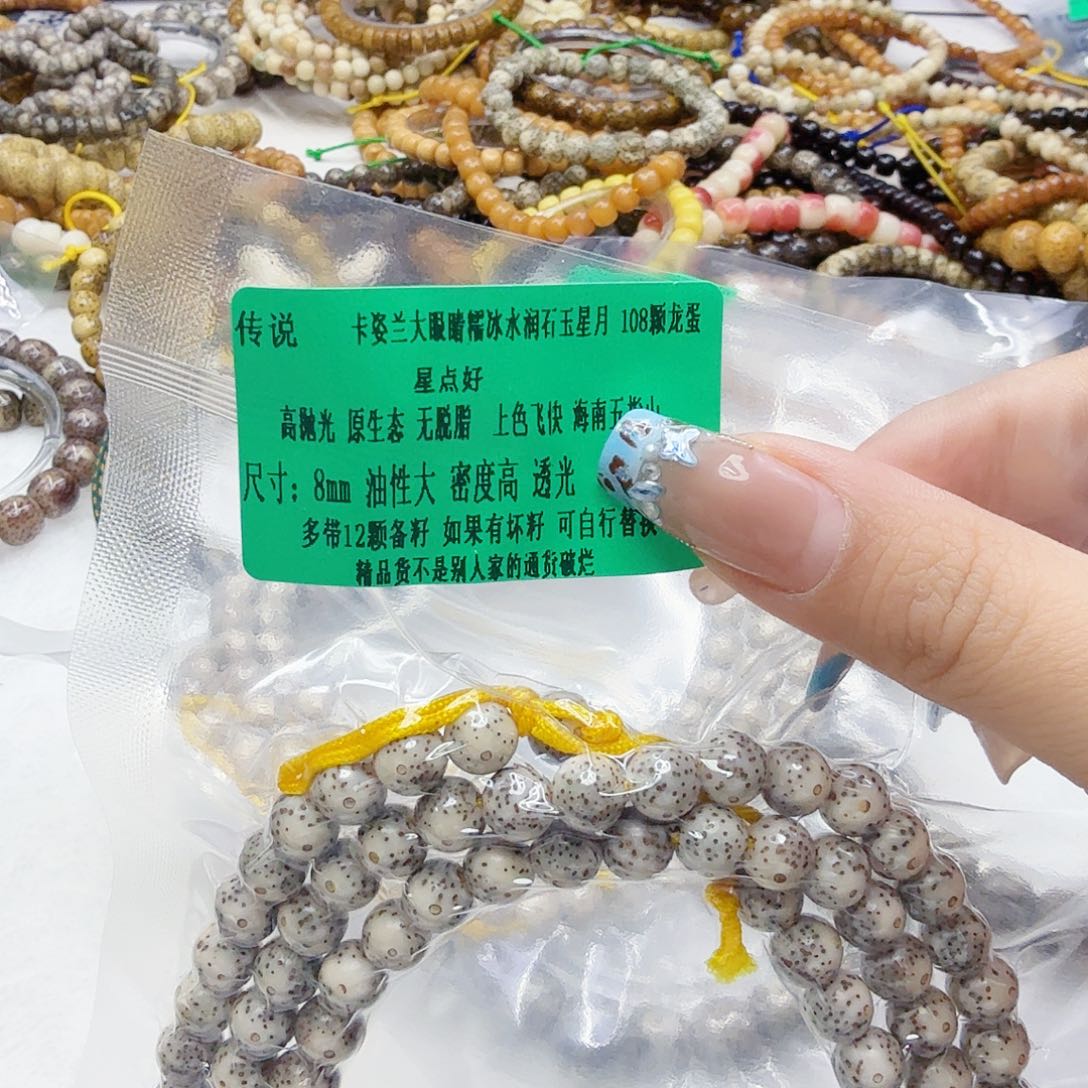 传说 卡姿兰大眼睛糯冰水润石玉星月 108颗龙蛋
星点好
高抛光 原生态 无脱脂 上色飞快 海南五指山
尺寸：8mm 油性大 密度高 透光
多带12颗备籽 如果有坏籽 可自行替换
精品货不是别人家的通货破烂